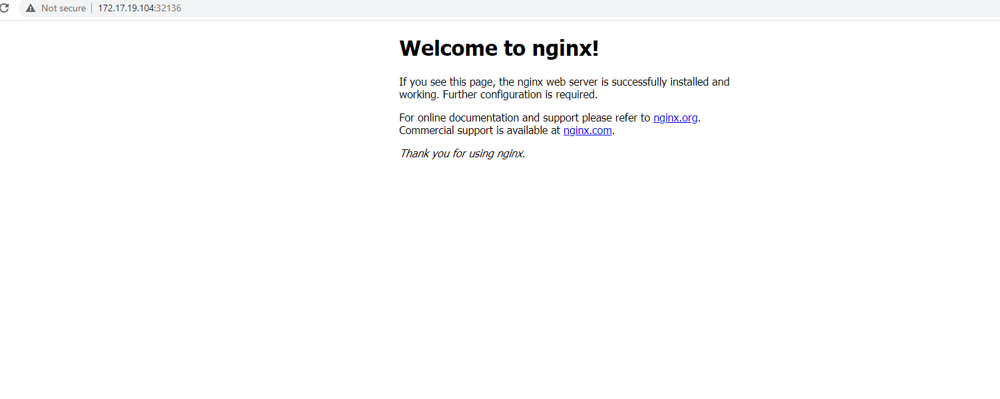 Not secure | 172.17.19.104:32136
Welcome to nginx!
If you see this page, the nginx web server is successfully installed and
working. Further configuration is required.
For online documentation and support please refer to nginx.org.
Commercial support is available at nginx.com.
Thank you for using nginx.